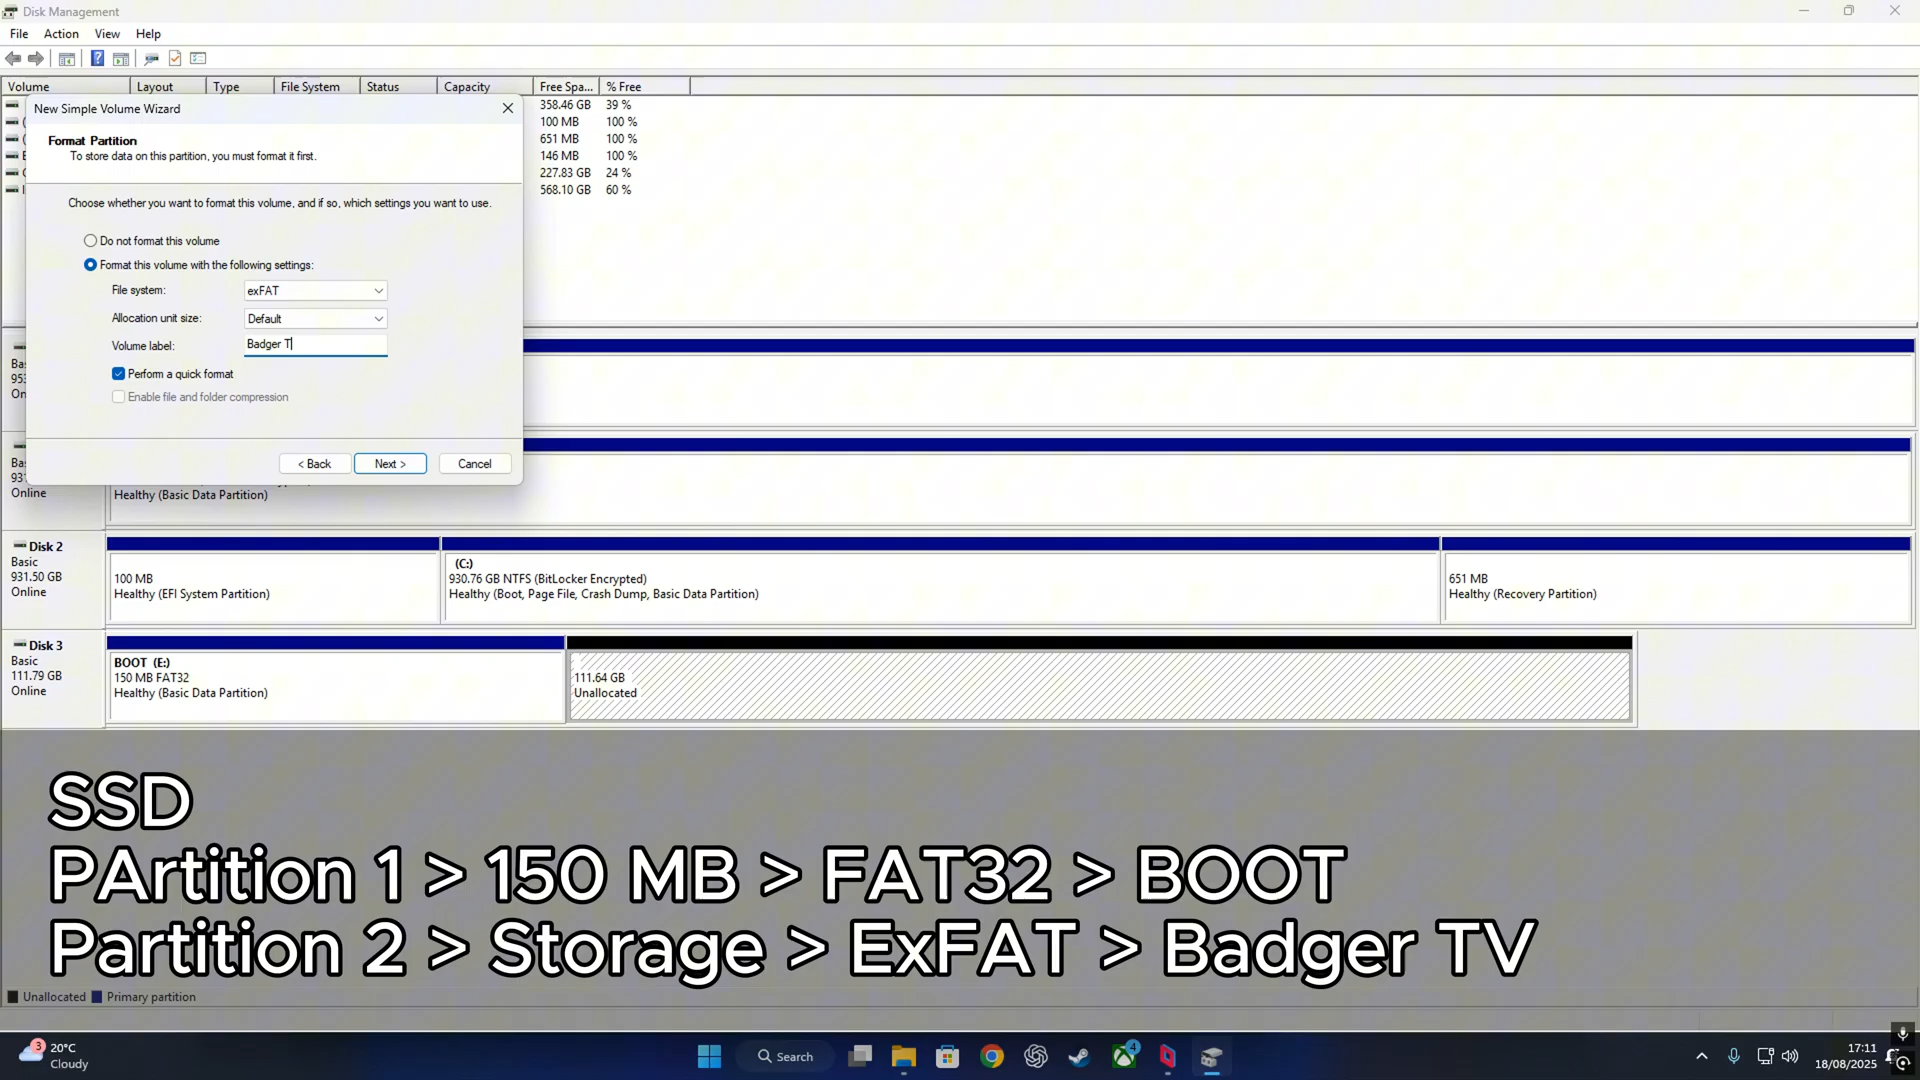 Disk Management
File Action View Help
Volume Layout Type File System Status Capacity Free Spa... % Free
358.46 GB 39 %
100 MB 100 %
651 MB 100 %
146 MB 100 %
227.83 GB 24 %
568.10 GB 60 %
New Simple Volume Wizard
Format Partition
To store data on this partition, you must format it first.
Choose whether you want to format this volume, and if so, which settings you want to use.
Do not format this volume
Format this volume with the following settings:
File system: exFAT
Allocation unit size: Default
Volume label: Badger T
Perform a quick format
Enable file and folder compression
< Back Next > Cancel
Online
Healthy (Basic Data Partition)
Disk 2
Basic
931.50 GB
Online
100 MB
Healthy (EFI System Partition)
(C:)
930.76 GB NTFS (BitLocker Encrypted)
Healthy (Boot, Page File, Crash Dump, Basic Data Partition)
651 MB
Healthy (Recovery Partition)
Disk 3
Basic
111.79 GB
Online
BOOT (E:)
150 MB FAT32
Healthy (Basic Data Partition)
111.64 GB
Unallocated
SSD
PArtition 1 > 150 MB > FAT32 > BOOT
Partition 2 > Storage > ExFAT > Badger TV
Unallocated Primary partition
3
20°C
Cloudy
Search
4
17:11
18/08/2025